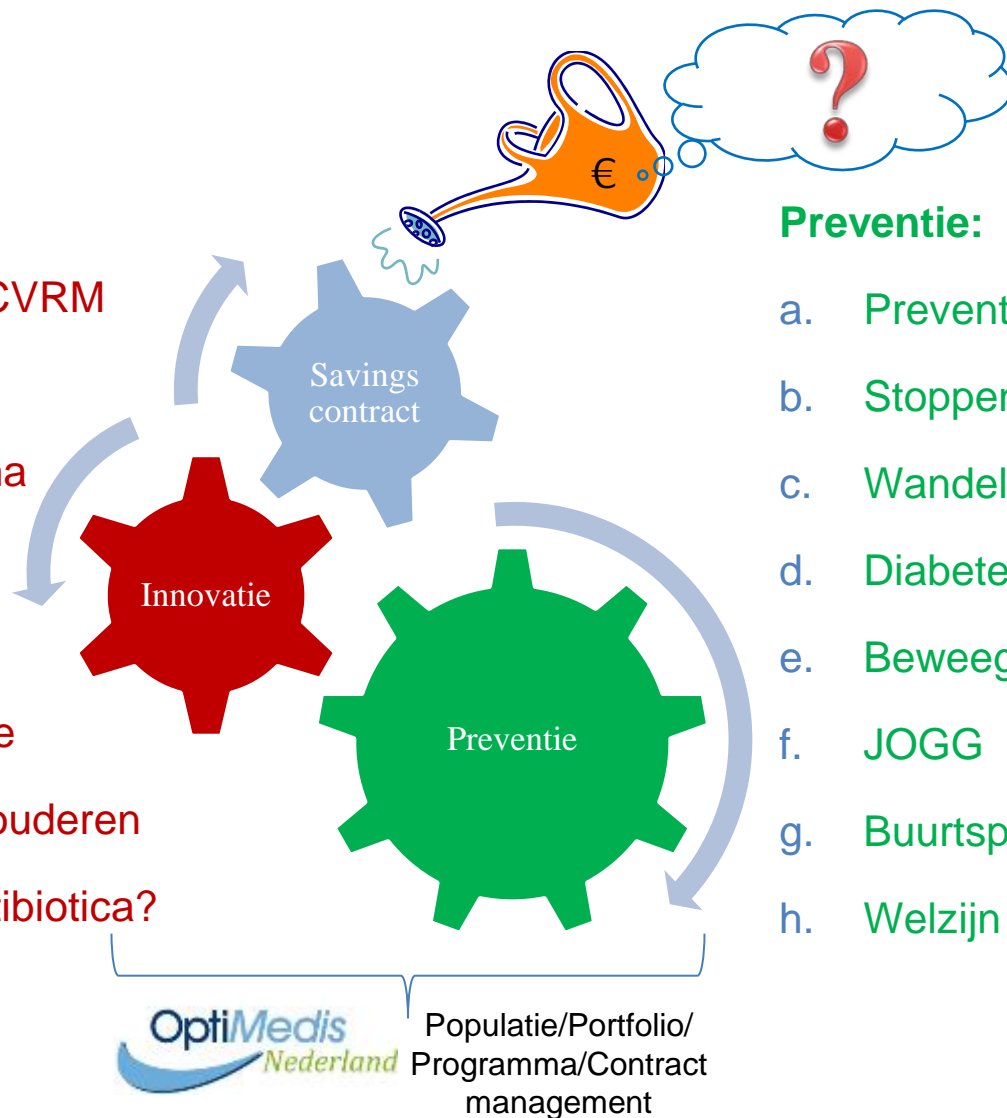 €
?
Preventie:
CVRM
a. Prevent
Savings
contract
b. Stopper
c. Wandel
Innovatie
d. Diabete
e. Beweeg
Preventie
f. JOGG
ouderen
g. Buurtsp
tibiotica?
h. Welzijn
OptiMedis
Nederland
Populatie/Portfolio/
Programma/Contract
management